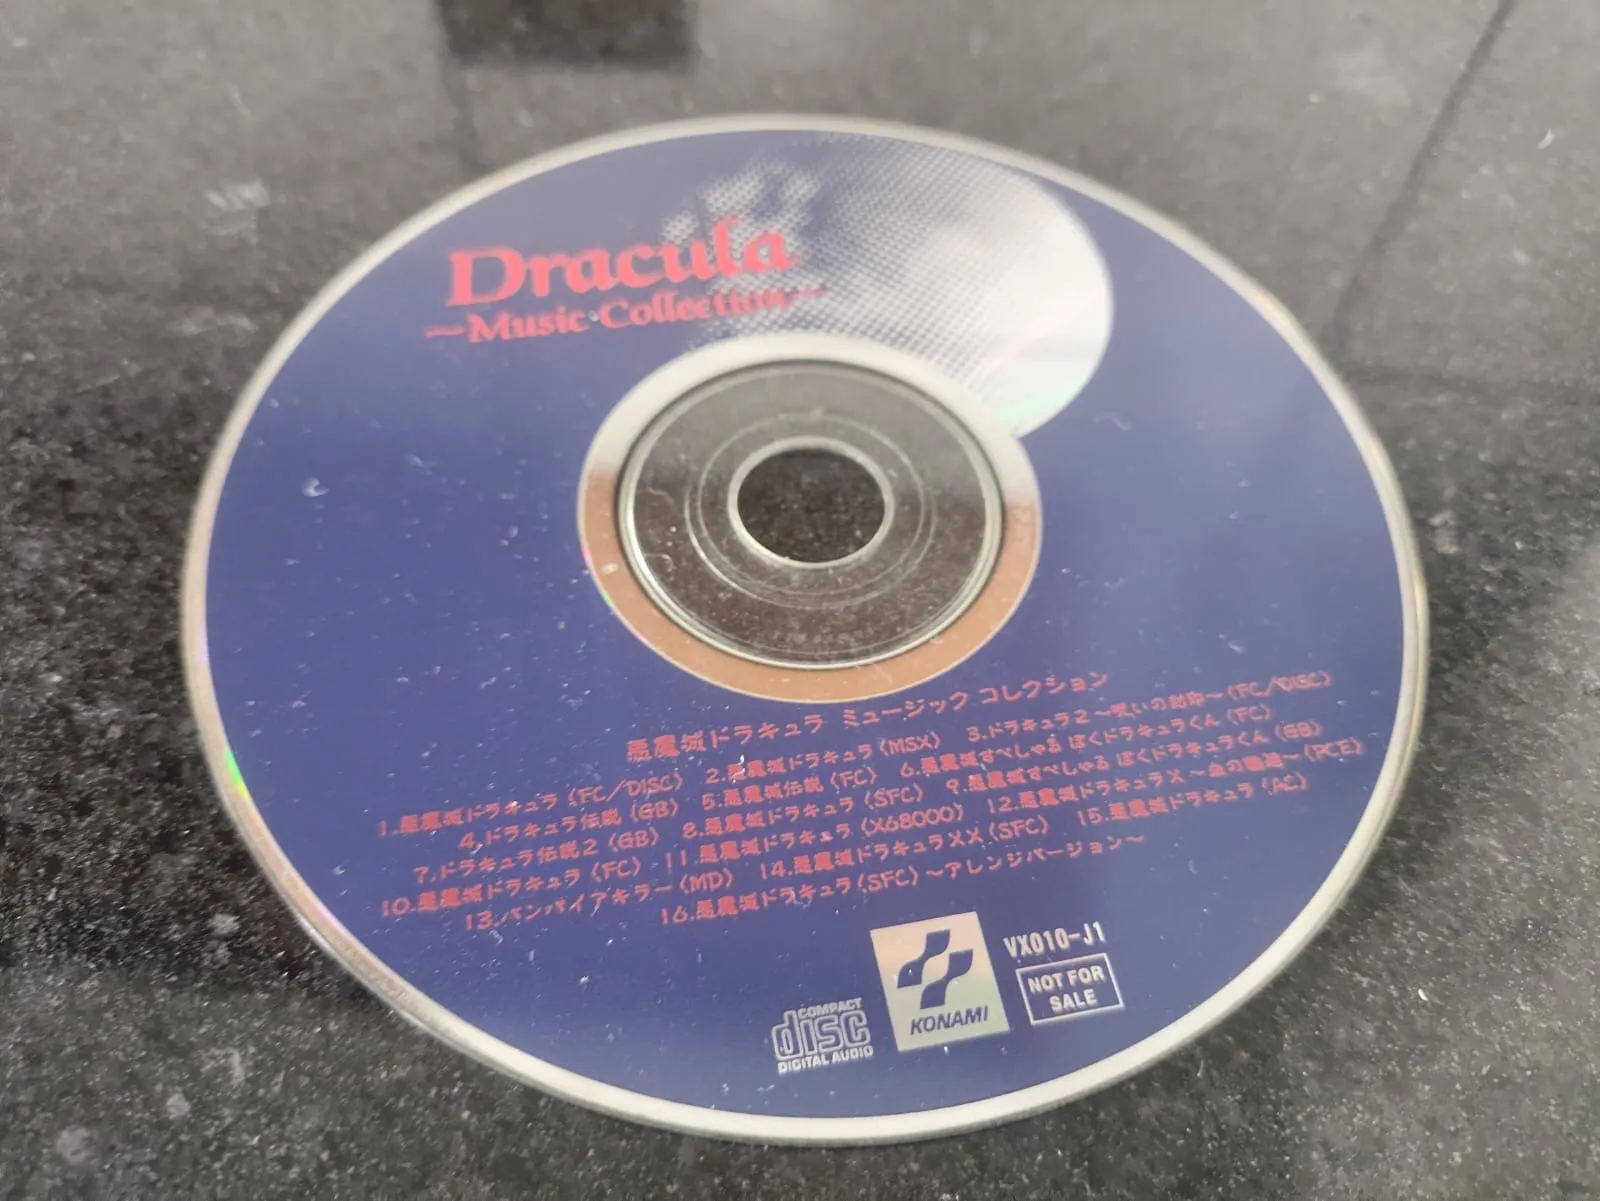 Dracula
〜Music Collection〜
悪魔城ドラキュラ ミュージック コレクション
1.悪魔城ドラキュラ(FC/DISC) 2.悪魔城ドラキュラ(MSX) 3.ドラキュラ2〜呪いの封印〜(FC/DISC)
4.ドラキュラ伝説(GB) 5.悪魔城伝説(FC) 6.悪魔城すぺしゃる ぼくドラキュラくん(FC)
7.ドラキュラ伝説2(GB) 8.悪魔城ドラキュラ(SFC) 9.悪魔城すぺしゃる ぼくドラキュラくん(GB)
10.悪魔城ドラキュラ(FC) 11.悪魔城ドラキュラ(X68000) 12.悪魔城ドラキュラX〜血の輪廻〜(PCE)
13.バンパイアキラー(MD) 14.悪魔城ドラキュラXX(SFC) 15.悪魔城ドラキュラ(AC)
16.悪魔城ドラキュラ(SFC)〜アレンジバージョン〜
VX010-J1
NOT FOR
SALE
KONAMI
COMPACT
disc
DIGITAL AUDIO